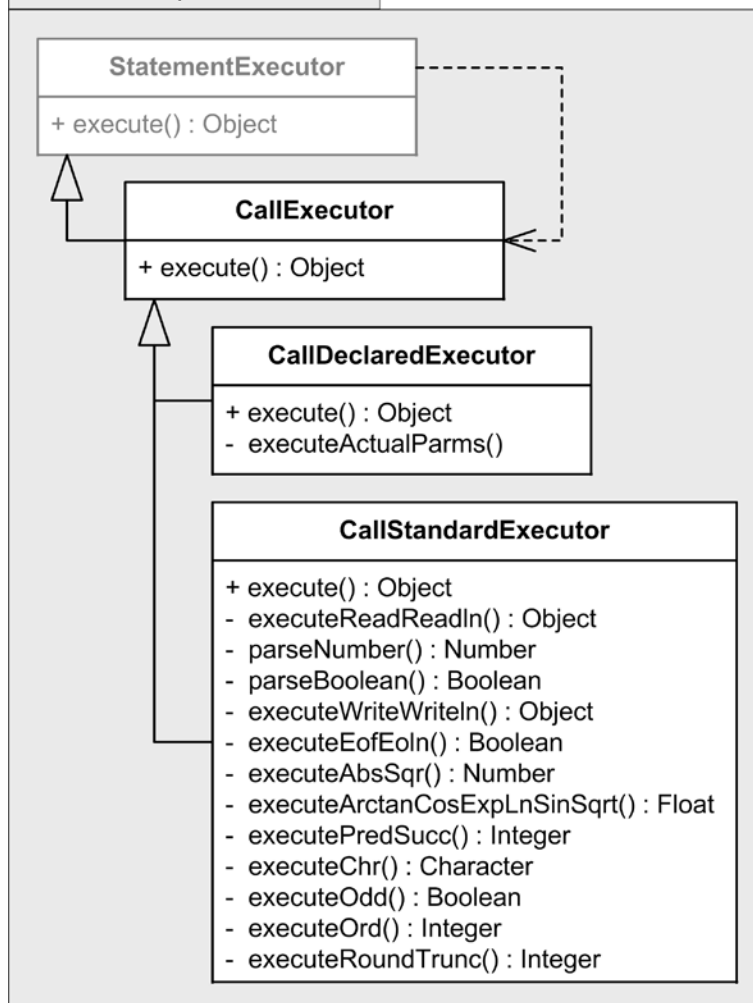 StatementExecutor
+ execute() : Object
CallExecutor
+ execute() : Object
CallDeclaredExecutor
+ execute() : Object
- executeActualParms()
CallStandardExecutor
+ execute() : Object
- executeReadReadln() : Object
- parseNumber() : Number
- parseBoolean() : Boolean
- executeWriteWriteln() : Object
- executeEofEoln() : Boolean
- executeAbsSqr() : Number
- executeArctanCosExpLnSinSqrt() : Float
- executePredSucc() : Integer
- executeChr() : Character
- executeOdd() : Boolean
- executeOrd() : Integer
- executeRoundTrunc() : Integer